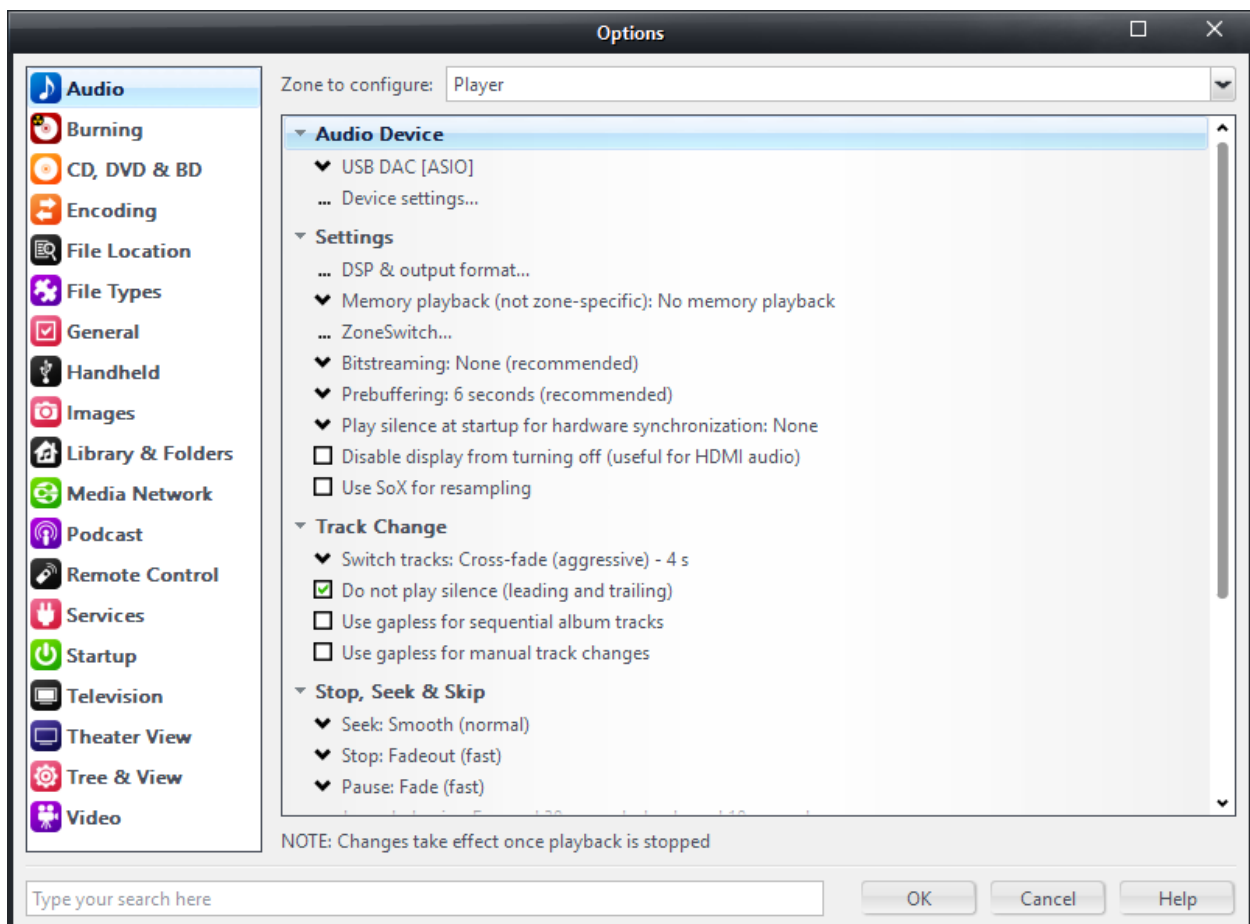 Options
Audio
Burning
CD, DVD & BD
Encoding
File Location
File Types
General
Handheld
Images
Library & Folders
Media Network
Podcast
Remote Control
Services
Startup
Television
Theater View
Tree & View
Video
Zone to configure: Player
Audio Device
USB DAC [ASIO]
... Device settings...
Settings
... DSP & output format...
Memory playback (not zone-specific): No memory playback
... ZoneSwitch...
Bitstreaming: None (recommended)
Prebuffering: 6 seconds (recommended)
Play silence at startup for hardware synchronization: None
Disable display from turning off (useful for HDMI audio)
Use SoX for resampling
Track Change
Switch tracks: Cross-fade (aggressive) - 4 s
Do not play silence (leading and trailing)
Use gapless for sequential album tracks
Use gapless for manual track changes
Stop, Seek & Skip
Seek: Smooth (normal)
Stop: Fadeout (fast)
Pause: Fade (fast)
NOTE: Changes take effect once playback is stopped
Type your search here
OK
Cancel
Help